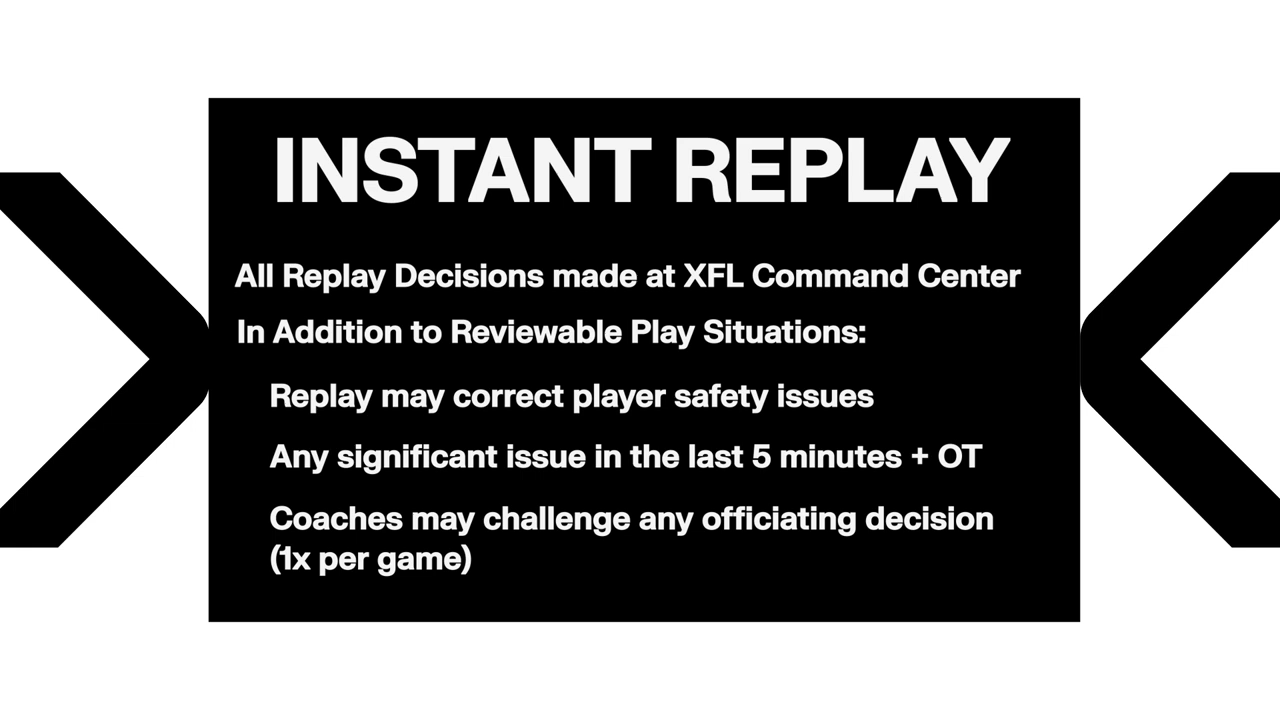 INSTANT REPLAY
All Replay Decisions made at XFL Command Center
In Addition to Reviewable Play Situations:
Replay may correct player safety issues
Any significant issue in the last 5 minutes + OT
Coaches may challenge any officiating decision
(1x per game)